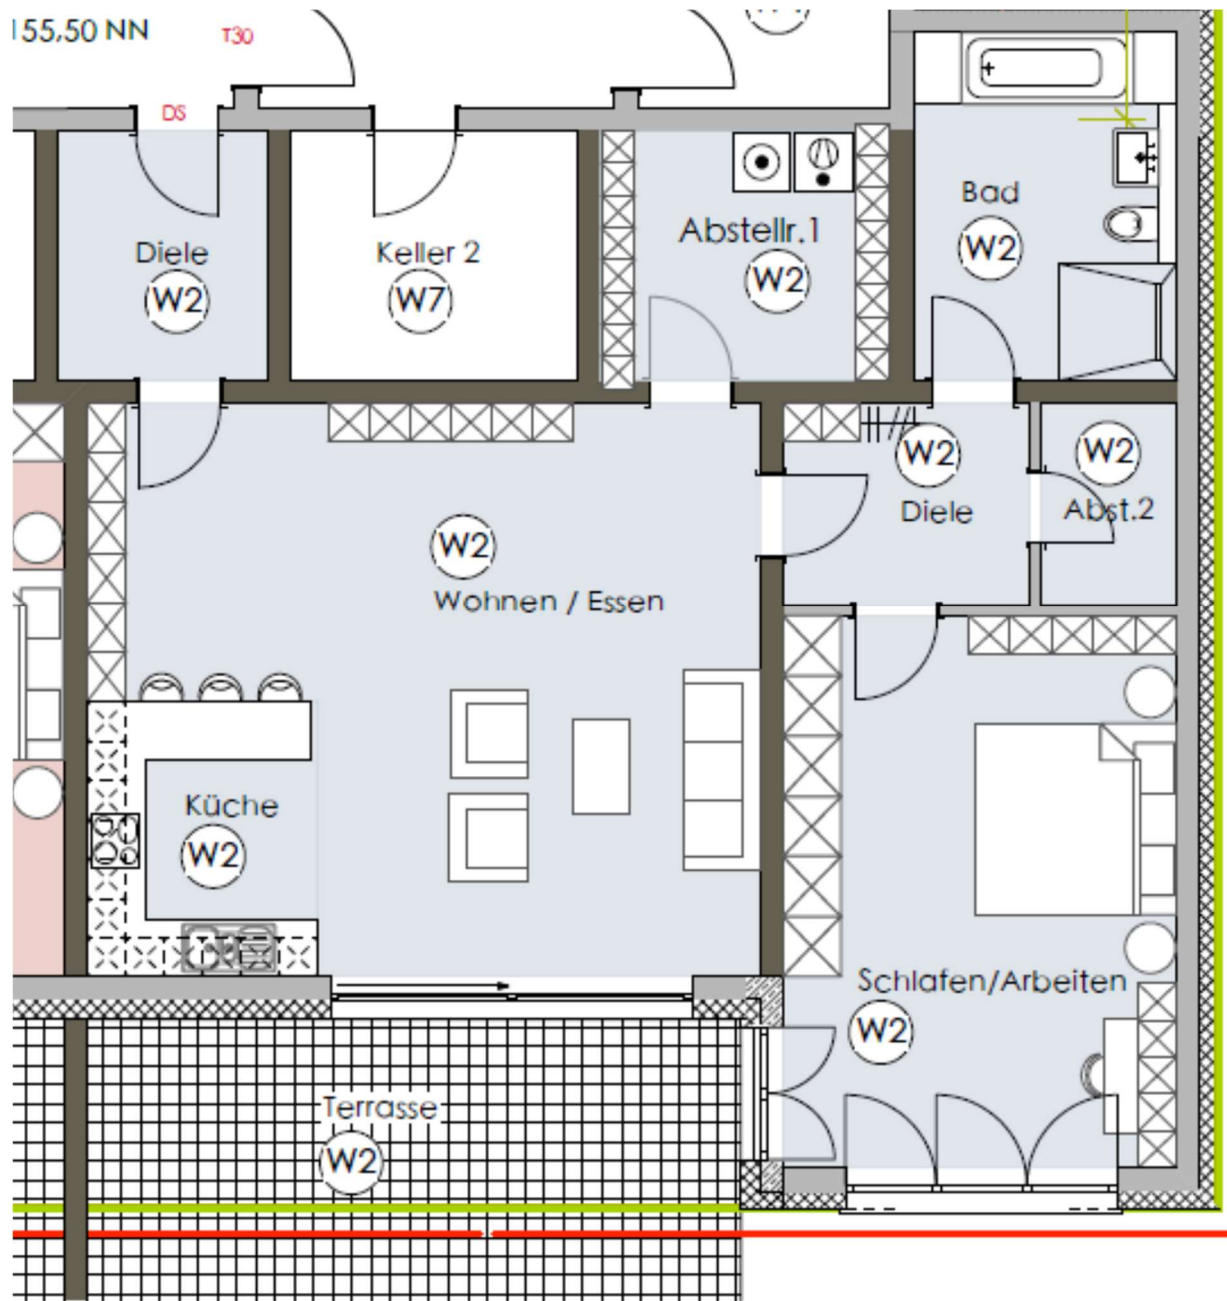 155,50 NN
T30
DS
Diele
W2
Keller 2
W7
Abstellr.1
W2
Bad
W2
W2
Diele
W2
Abst.2
W2
Wohnen / Essen
Küche
W2
Schlafen/Arbeiten
W2
Terrasse
W2